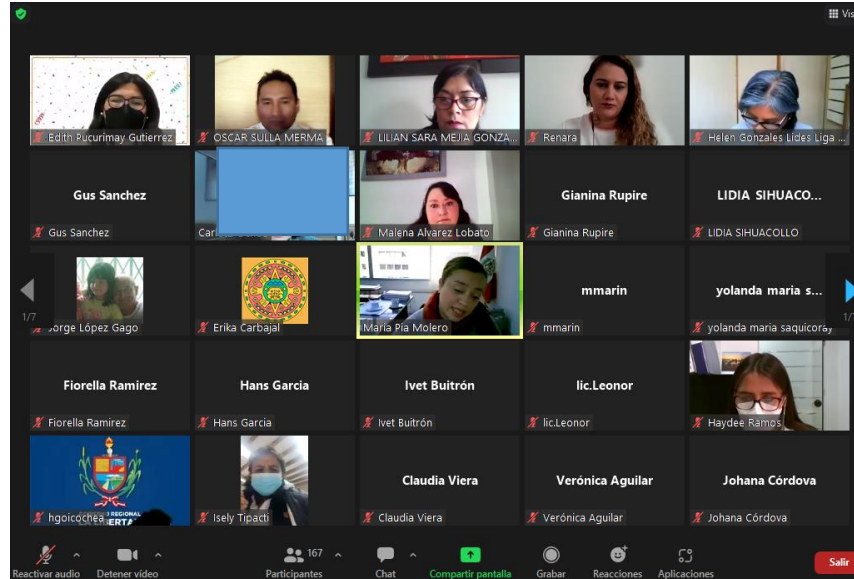 Vis
Edith Pucurimay Gutierrez
OSCAR SULLA MERMA
LILIAN SARA MEJIA GONZA...
Renara
Helen Gonzales Lides Liga ...
Gus Sanchez
Gianina Rupire
LIDIA SIHUACO...
Gus Sanchez
Malena Alvarez Lobato
Gianina Rupire
LIDIA SIHUACOLLO
mmarin
yolanda maria s...
1/7
1/7
Jorge López Gago
Erika Carbajal
María Pía Molero
mmarin
yolanda maria saquicoray
Fiorella Ramirez
Hans Garcia
Ivet Buitrón
lic.Leonor
Fiorella Ramirez
Hans Garcia
Ivet Buitrón
lic.Leonor
Haydee Ramos
Claudia Viera
Verónica Aguilar
Johana Córdova
REGIONAL
hgoicochea
Isely Tipacti
Claudia Viera
Verónica Aguilar
Johana Córdova
167
Reactivar audio
Detener vídeo
Participantes
Chat
Compartir pantalla
Grabar
Reacciones
Aplicaciones
Salir